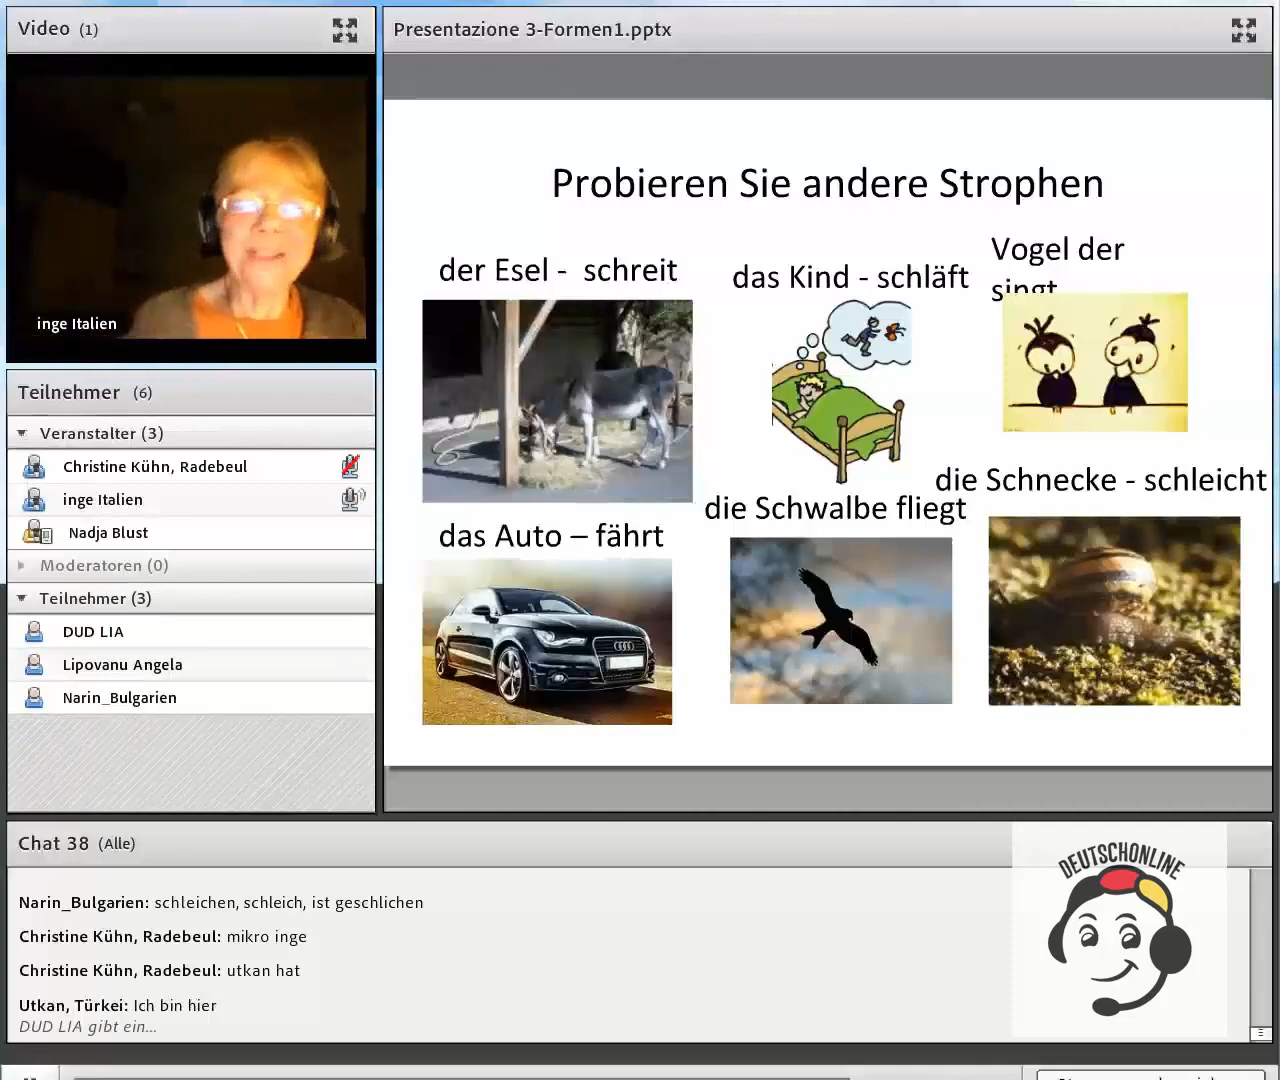 Video (1)
inge Italien
Teilnehmer (6)
Veranstalter (3)
Christine Kühn, Radebeul
inge Italien
Nadja Blust
Moderatoren (0)
Teilnehmer (3)
DUD LIA
Lipovanu Angela
Narin_Bulgarien
Presentazione 3-Formen1.pptx
Probieren Sie andere Strophen
der Esel - schreit
das Kind - schläft
Vogel der
singt
das Auto – fährt
die Schwalbe fliegt
die Schnecke - schleicht
Chat 38 (Alle)
Narin_Bulgarien: schleichen, schleich, ist geschlichen
Christine Kühn, Radebeul: mikro inge
Christine Kühn, Radebeul: utkan hat
Utkan, Türkei: Ich bin hier
DUD LIA gibt ein...
DEUTSCHONLINE